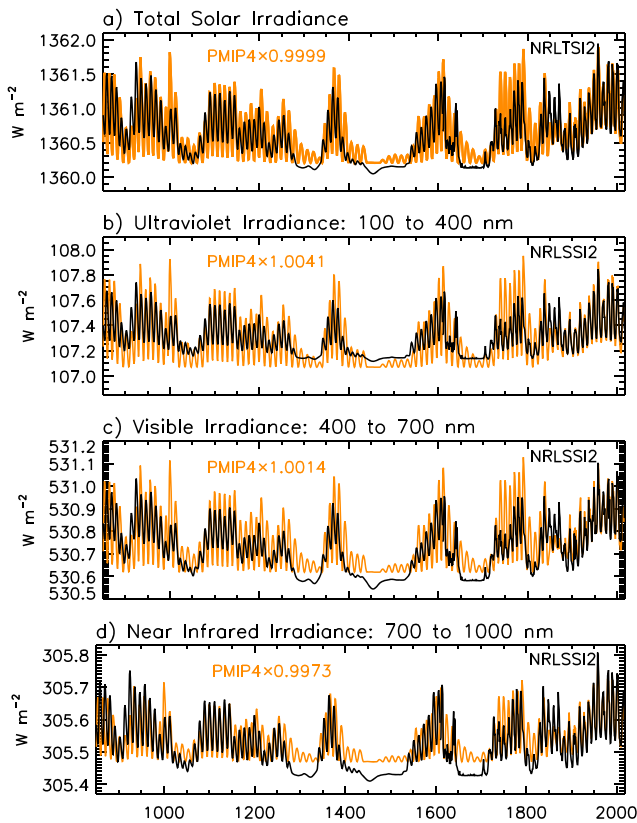 a) Total Solar Irradiance
1362.0
1361.5
1361.0
1360.5
1360.0
W m⁻²
PMIP4×0.9999
NRLTSI2
b) Ultraviolet Irradiance: 100 to 400 nm
108.0
107.8
107.6
107.4
107.2
107.0
W m⁻²
PMIP4×1.0041
NRLSSI2
c) Visible Irradiance: 400 to 700 nm
531.2
531.1
531.0
530.9
530.8
530.7
530.6
530.5
W m⁻²
PMIP4×1.0014
NRLSSI2
d) Near Infrared Irradiance: 700 to 1000 nm
305.8
305.7
305.6
305.5
305.4
W m⁻²
PMIP4×0.9973
NRLSSI2
1000 1200 1400 1600 1800 2000